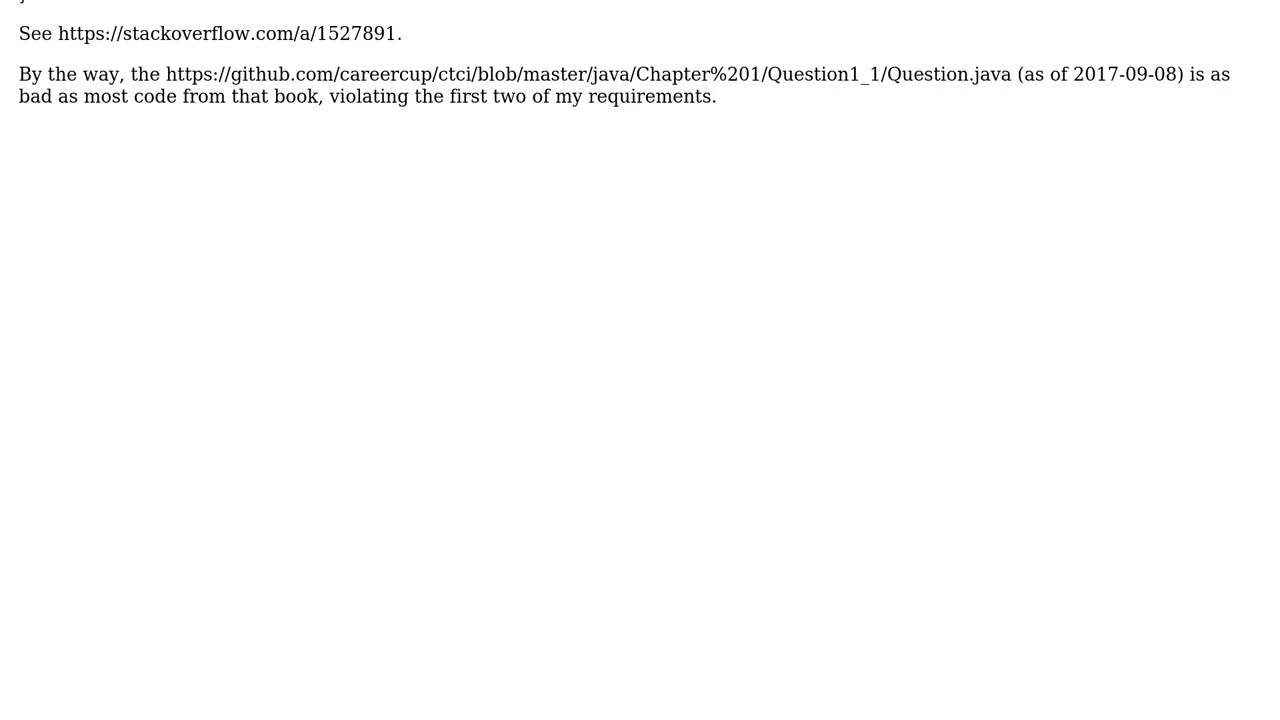 See https://stackoverflow.com/a/1527891.
By the way, the https://github.com/careercup/ctci/blob/master/java/Chapter%201/Question1_1/Question.java (as of 2017-09-08) is as
bad as most code from that book, violating the first two of my requirements.